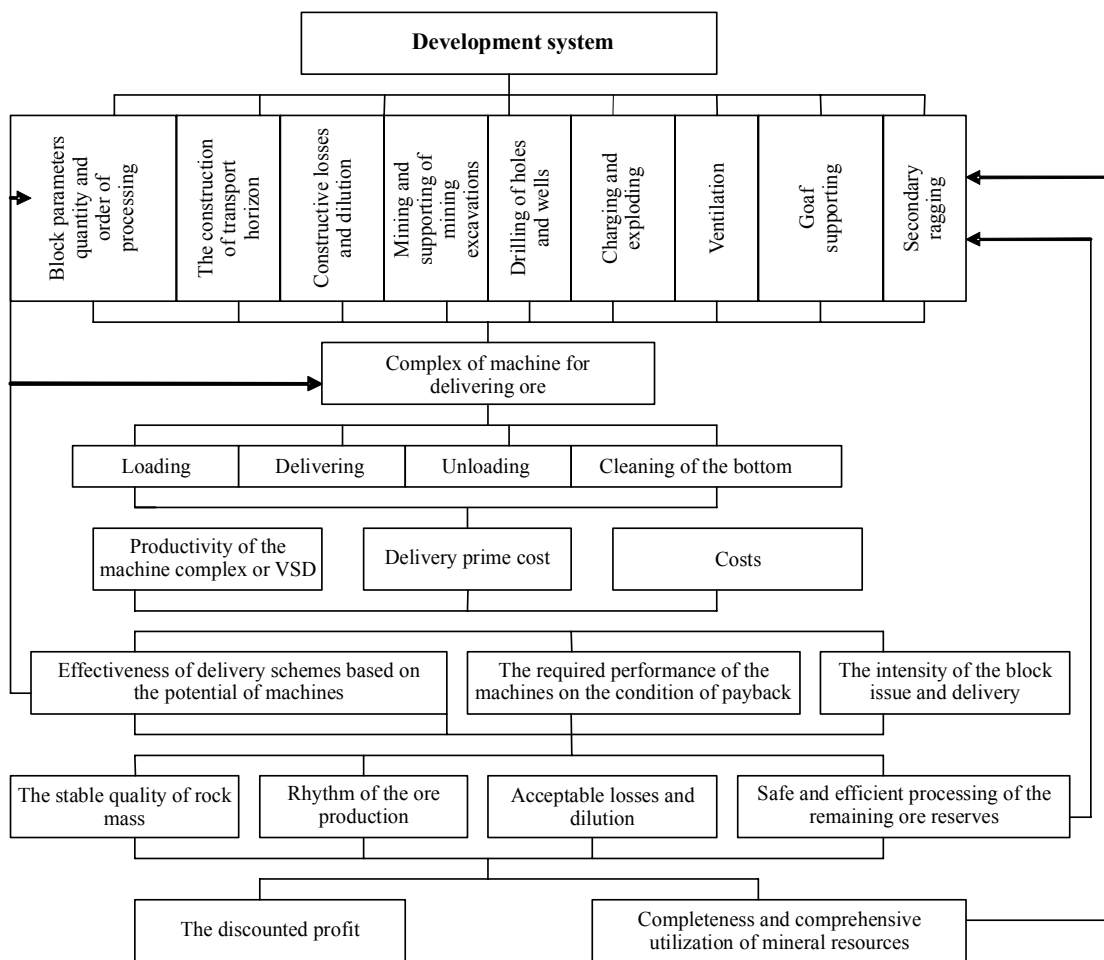 Development system
Block parameters
quantity and
order of
processing
The construction
of transport
horizon
Constructive losses
and dilution
Mining and
supporting of
mining
excavations
Drilling of holes
and wells
Charging and
exploding
Ventilation
Goaf
supporting
Secondary
ragging
Complex of machine for
delivering ore
Loading
Delivering
Unloading
Cleaning of the bottom
Productivity of the
machine complex or VSD
Delivery prime cost
Costs
Effectiveness of delivery schemes based on
the potential of machines
The required performance of the
machines on the condition of payback
The intensity of the block
issue and delivery
The stable quality of rock
mass
Rhythm of the ore
production
Acceptable losses and
dilution
Safe and efficient processing of the
remaining ore reserves
The discounted profit
Completeness and comprehensive
utilization of mineral resources